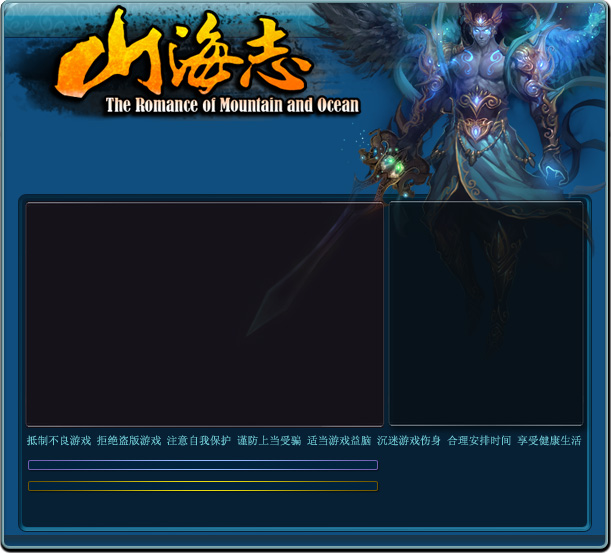 山海志
The Romance of Mountain and Ocean
抵制不良游戏 拒绝盗版游戏 注意自我保护 谨防上当受骗 适当游戏益脑 沉迷游戏伤身 合理安排时间 享受健康生活